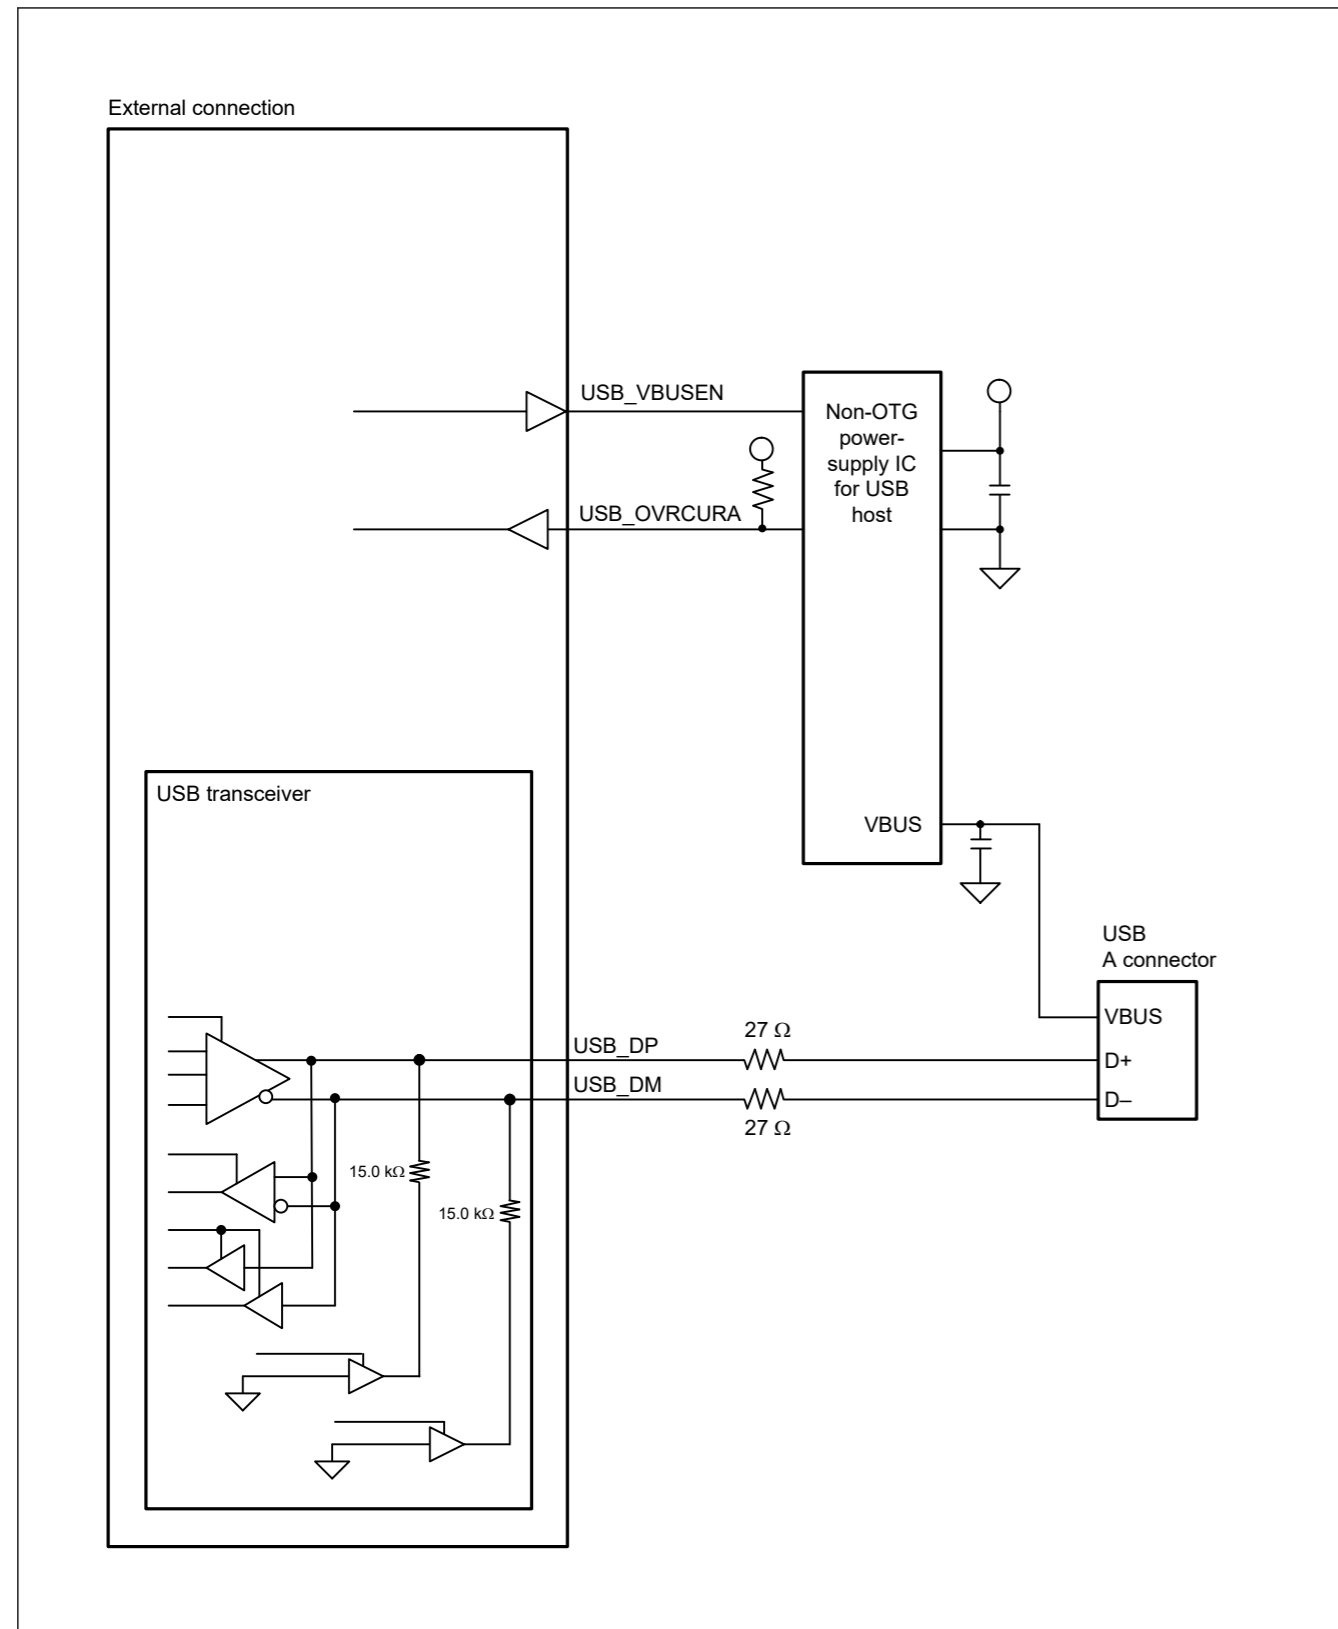 External connection
USB_VBUSEN
Non-OTG
power-
supply IC
for USB
host
USB_OVRCURA
USB transceiver
VBUS
USB
A connector
VBUS
27 Ω
USB_DP
D+
USB_DM
D–
27 Ω
15.0 kΩ
15.0 kΩ